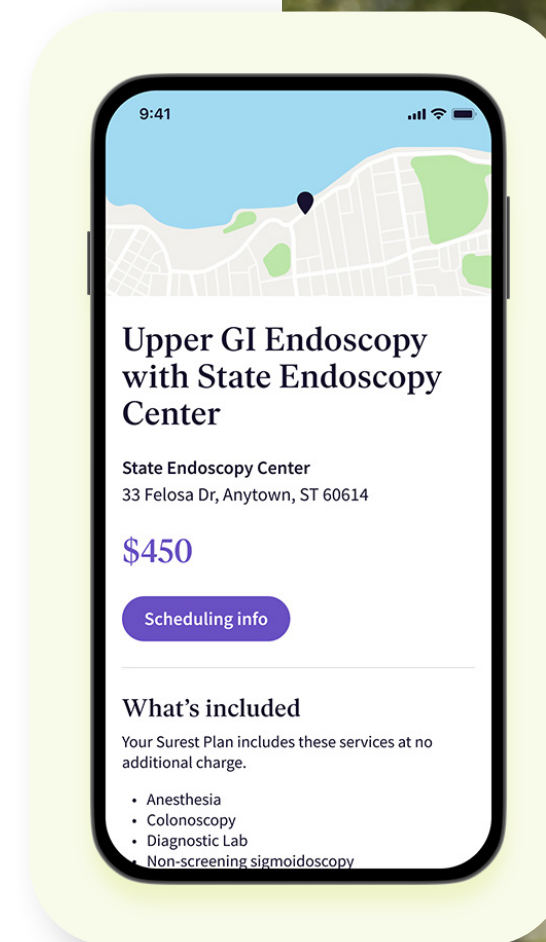 9:41
Upper GI Endoscopy
with State Endoscopy
Center
State Endoscopy Center
33 Felosa Dr, Anytown, ST 60614
$450
Scheduling info
What’s included
Your Surest Plan includes these services at no
additional charge.
• Anesthesia
• Colonoscopy
• Diagnostic Lab
• Non-screening sigmoidoscopy